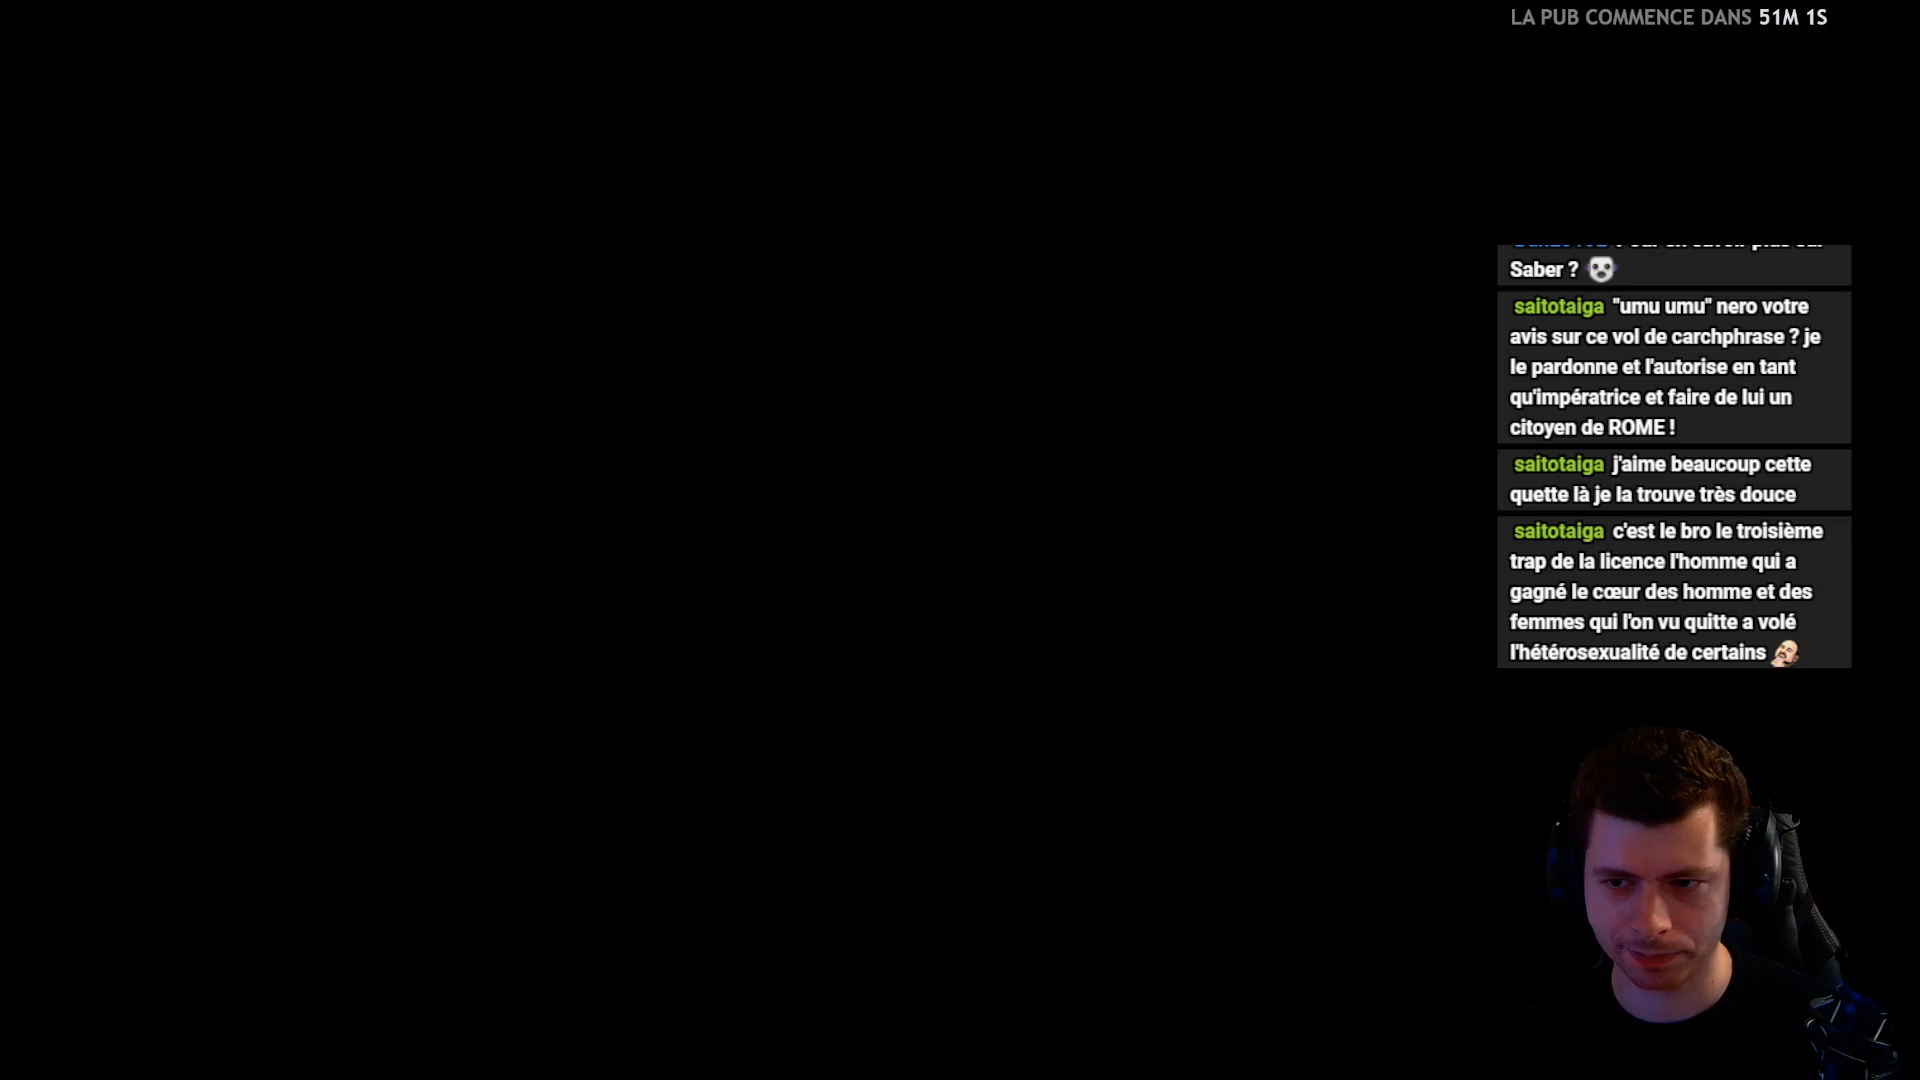 LA PUB COMMENCE DANS 51M 1S
Saber ?
saitotaiga "umu umu" nero votre
avis sur ce vol de carchphrase ? je
le pardonne et l'autorise en tant
qu'impératrice et faire de lui un
citoyen de ROME !
saitotaiga j'aime beaucoup cette
quette là je la trouve très douce
saitotaiga c'est le bro le troisième
trap de la licence l'homme qui a
gagné le cœur des homme et des
femmes qui l'on vu quitte a volé
l'hétérosexualité de certains